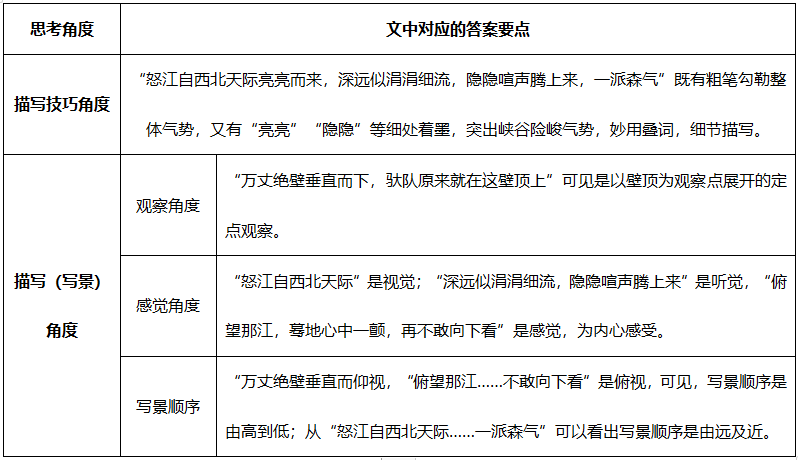 思考角度
文中对应的答案要点
描写技巧角度
“怒江自西北天际亮亮而来，深远似涓涓细流，隐隐喧声腾上来，一派森气”既有粗笔勾勒整
体气势，又有“亮亮”“隐隐”等细处着墨，突出峡谷险峻气势，妙用叠词，细节描写。
描写（写景）
角度
观察角度
“万丈绝壁垂直而下，驮队原来就在这壁顶上”可见是以壁顶为观察点展开的定
点观察。
感觉角度
“怒江自西北天际”是视觉；“深远似涓涓细流，隐隐喧声腾上来”是听觉，“俯
望那江，蓦地心中一颤，再不敢向下看”是感觉，为内心感受。
写景顺序
“万丈绝壁垂直而仰视，“俯望那江……不敢向下看”是俯视，可见，写景顺序是
由高到低；从“怒江自西北天际……一派森气”可以看出写景顺序是由远及近。